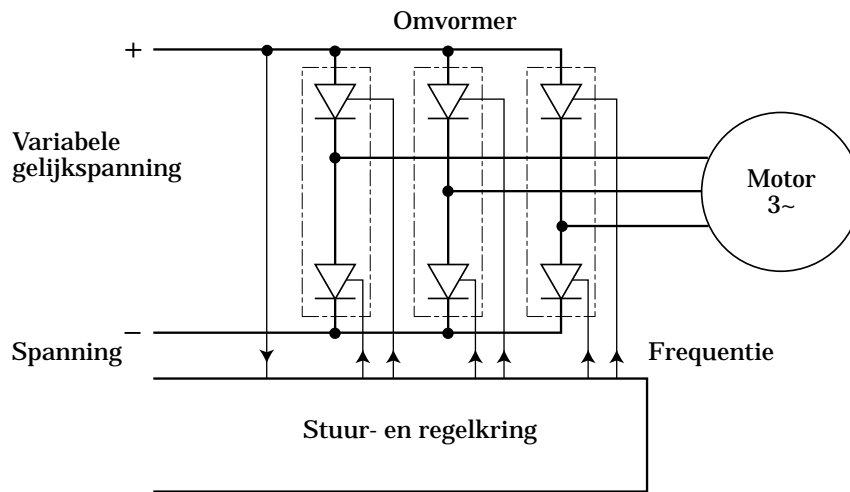 Omvormer
+
Variabele
gelijkspanning
Motor
3~
−
Spanning
Frequentie
Stuur- en regelkring